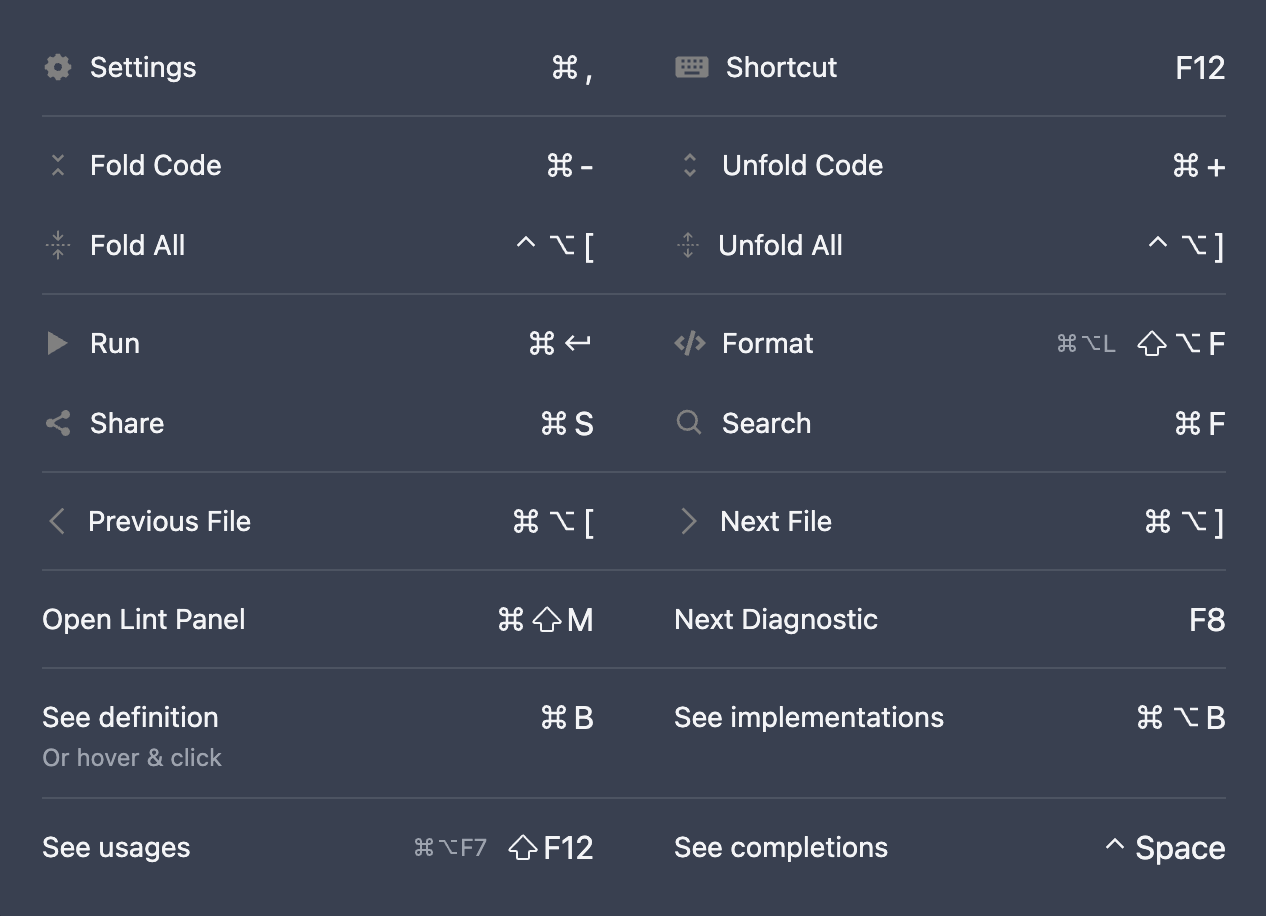 Settings ⌘ , Shortcut F12
Fold Code ⌘ - Unfold Code ⌘ +
Fold All ^ ⌥ [ Unfold All ^ ⌥ ]
Run ⌘ ↩ Format ⌘⌥L ⇧ ⌥ F
Share ⌘ S Search ⌘ F
Previous File ⌘ ⌥ [ Next File ⌘ ⌥ ]
Open Lint Panel ⌘ ⇧ M Next Diagnostic F8
See definition ⌘ B See implementations ⌘ ⌥ B
Or hover & click
See usages ⌘⌥F7 ⇧ F12 See completions ^ Space